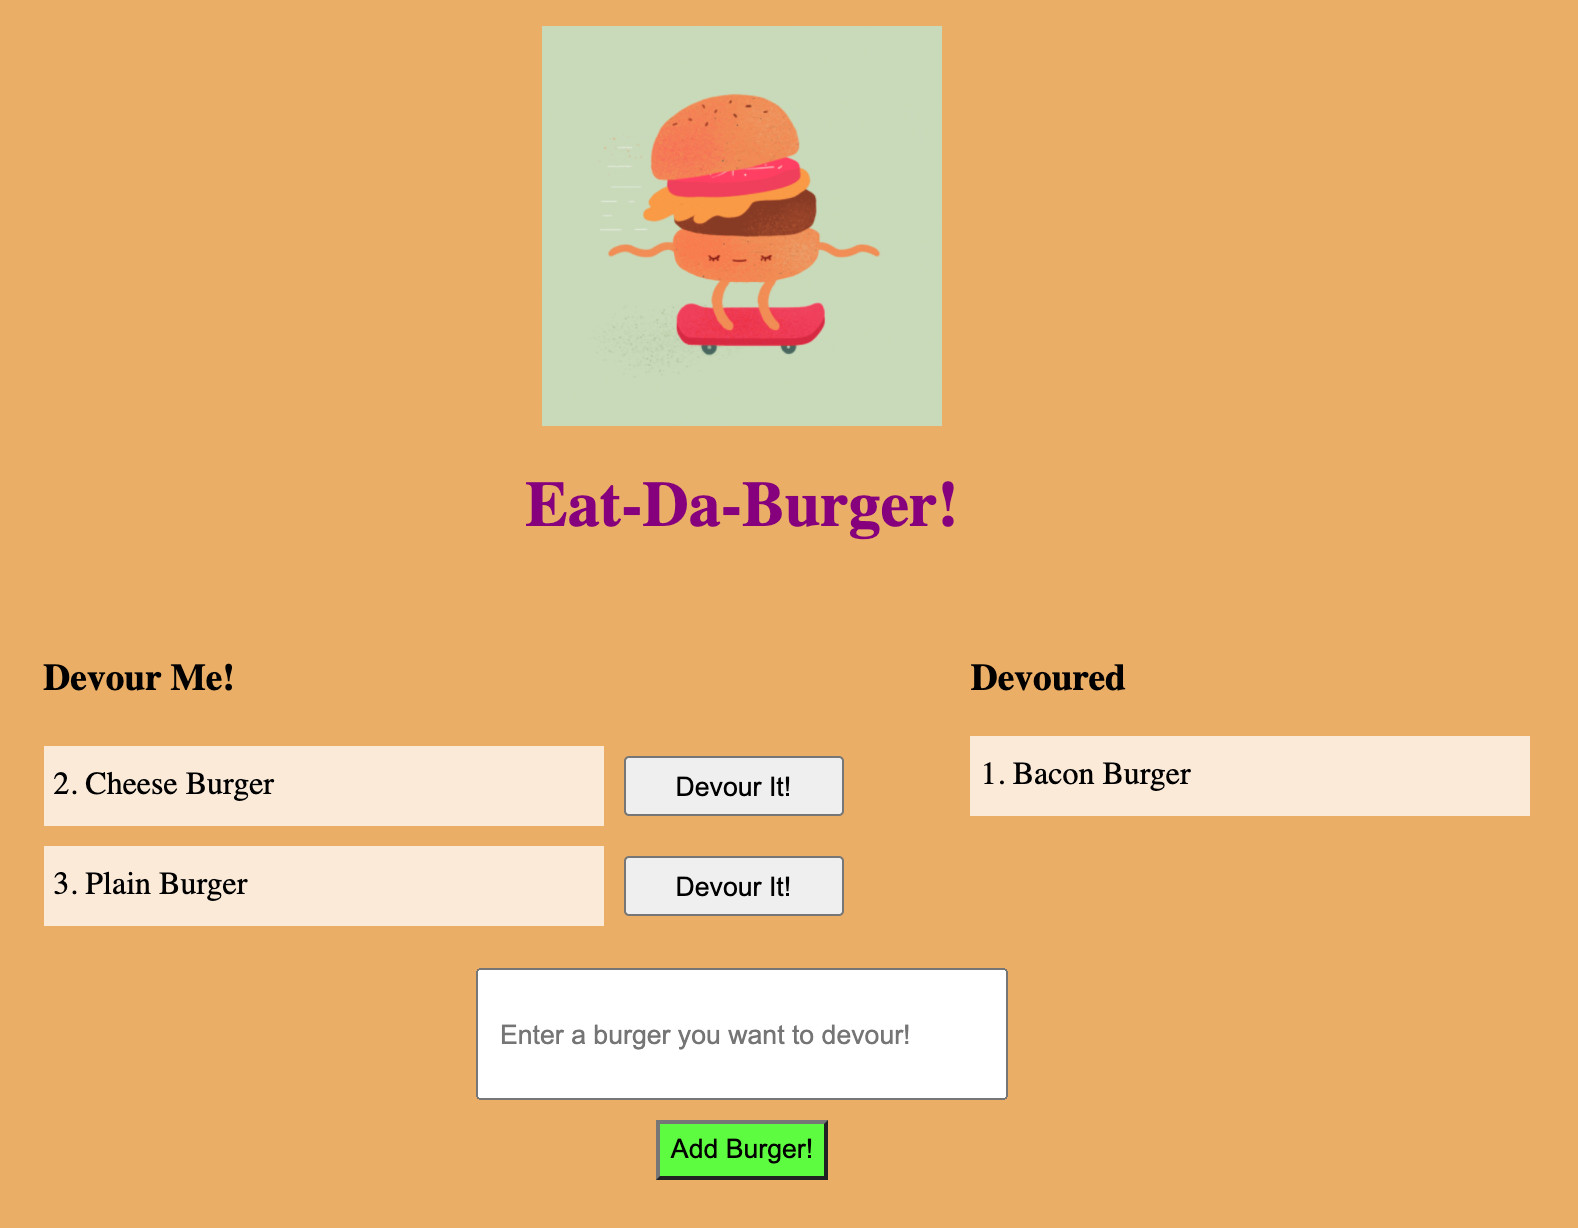 Eat-Da-Burger!
Devour Me!
2. Cheese Burger
Devour It!
3. Plain Burger
Devour It!
Devoured
1. Bacon Burger
Enter a burger you want to devour!
Add Burger!